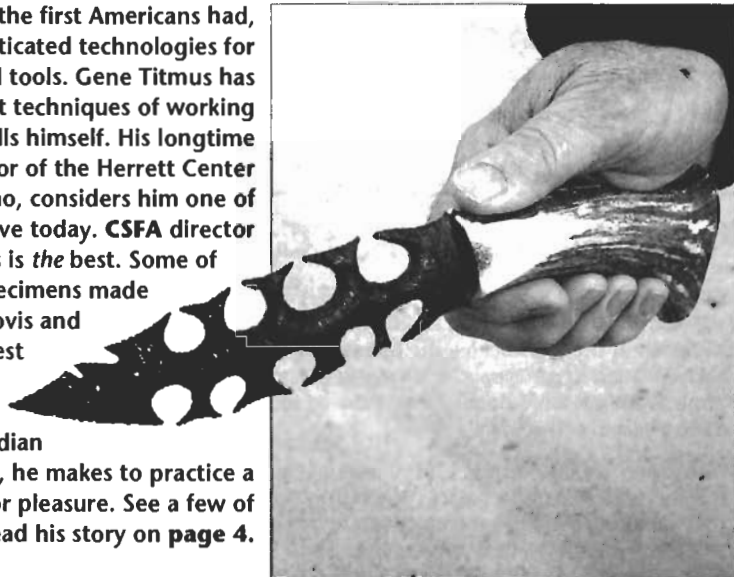 the first Americans had,
ticated technologies for
l tools. Gene Titmus has
t techniques of working
lls himself. His longtime
or of the Herrett Center
ho, considers him one of
ve today. CSFA director
s is the best. Some of
ecimens made
ovis and
est
dian
, he makes to practice a
or pleasure. See a few of
ead his story on page 4.